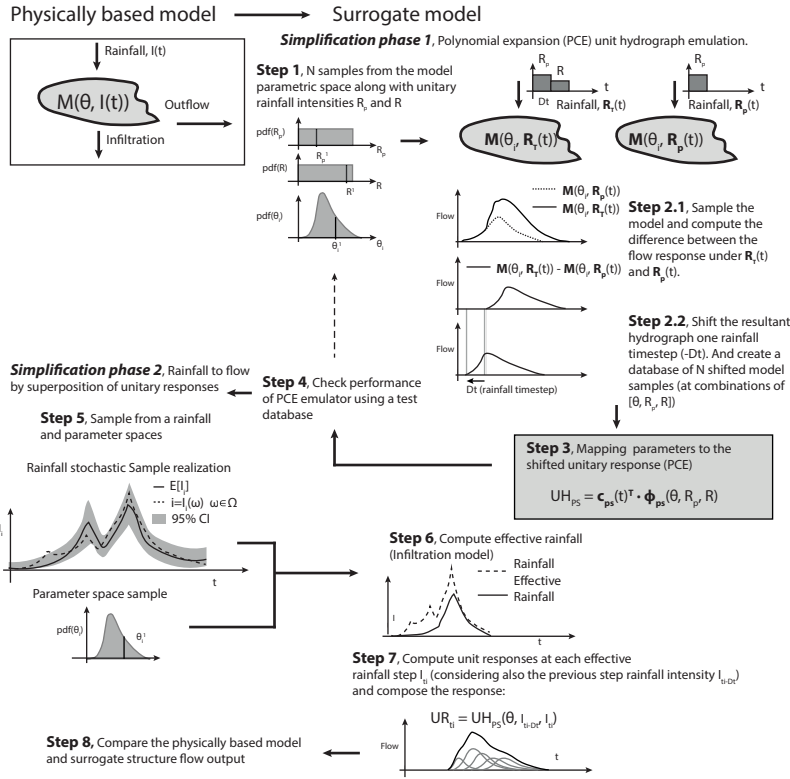 Physically based model
Surrogate model
Simplification phase 1, Polynomial expansion (PCE) unit hydrograph emulation.
Rainfall, I(t)
M(θ, I(t))
Outflow
Infiltration
Step 1, N samples from the model
parametric space along with unitary
rainfall intensities Rp and R
pdf(Rp)
Rp¹
Rp
pdf(R)
R¹
R
pdf(θi)
θi¹
θi
Rp
R
t
Dt
Rainfall, RT(t)
M(θi, RT(t))
Rp
t
Rainfall, Rp(t)
M(θi, Rp(t))
M(θi, Rp(t))
M(θi, RT(t))
Flow
Step 2.1, Sample the
model and compute the
difference between the
flow response under RT(t)
and Rp(t).
M(θi, RT(t)) - M(θi, Rp(t))
Flow
Flow
Dt (rainfall timestep)
Step 2.2, Shift the resultant
hydrograph one rainfall
timestep (-Dt). And create a
database of N shifted model
samples (at combinations of
[θ, Rp, R])
Step 3, Mapping parameters to the
shifted unitary response (PCE)
UHPS = cps(t)ᵀ · ϕps(θ, Rp, R)
Step 4, Check performance
of PCE emulator using a test
database
Simplification phase 2, Rainfall to flow
by superposition of unitary responses
Step 5, Sample from a rainfall
and parameter spaces
Rainfall stochastic Sample realization
E[Ii]
i=Ii(ω) ω∈Ω
95% CI
t
Parameter space sample
pdf(θi)
θi¹
Step 6, Compute effective rainfall
(Infiltration model)
Rainfall
Effective
Rainfall
I
t
Step 7, Compute unit responses at each effective
rainfall step Iti (considering also the previous step rainfall intensity Iti-Dt)
and compose the response:
URti = UHPS(θ, Iti-Dt, Iti)
Flow
t
Step 8, Compare the physically based model
and surrogate structure flow output